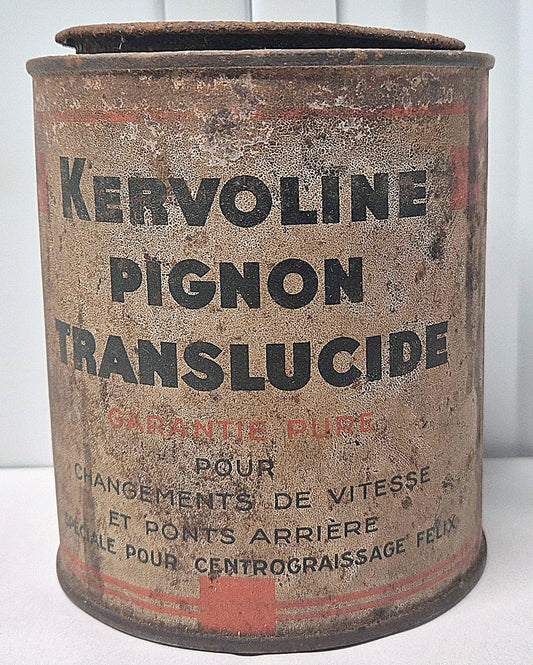 KERVOLINE
PIGNON
TRANSLUCIDE
GARANTIE PURE
POUR
CHANGEMENTS DE VITESSE
ET PONTS ARRIÈRE
SPÉCIALE POUR CENTROGRAISSAGE FELIX